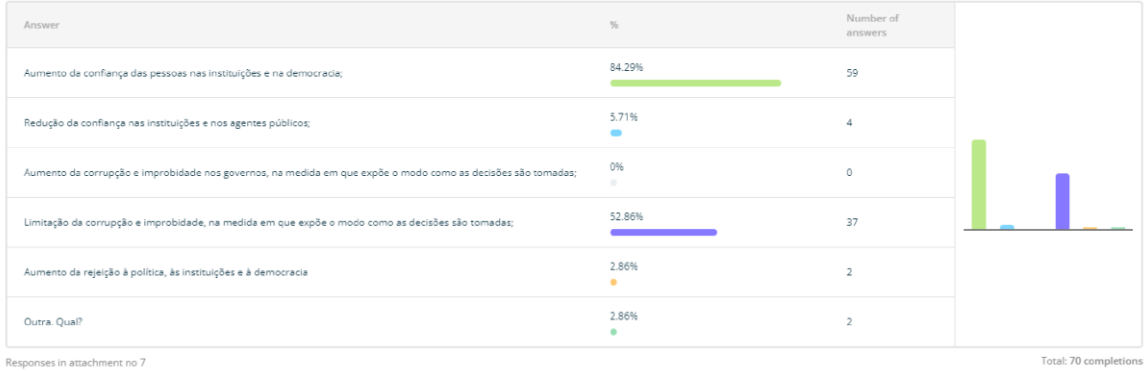 Answer % Number of answers
Aumento da confiança das pessoas nas instituições e na democracia; 84.29% 59
Redução da confiança nas instituições e nos agentes públicos; 5.71% 4
Aumento da corrupção e improbidade nos governos, na medida em que expõe o modo como as decisões são tomadas; 0% 0
Limitação da corrupção e improbidade, na medida em que expõe o modo como as decisões são tomadas; 52.86% 37
Aumento da rejeição à política, às instituições e à democracia 2.86% 2
Outra. Qual? 2.86% 2
Responses in attachment no 7 Total: 70 completions